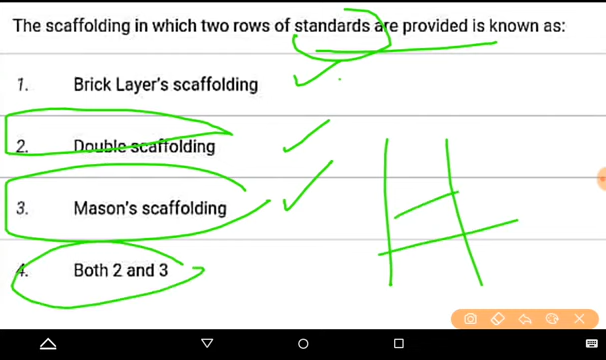 The scaffolding in which two rows of standards are provided is known as:
1. Brick Layer's scaffolding
2. Double scaffolding
3. Mason's scaffolding
4. Both 2 and 3